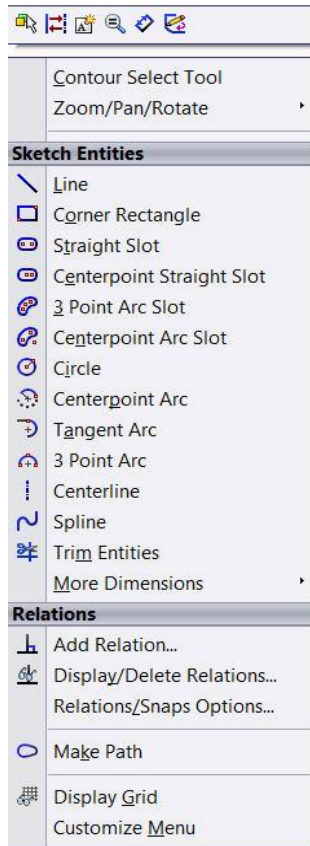 Contour Select Tool
Zoom/Pan/Rotate
Sketch Entities
Line
Corner Rectangle
Straight Slot
Centerpoint Straight Slot
3 Point Arc Slot
Centerpoint Arc Slot
Circle
Centerpoint Arc
Tangent Arc
3 Point Arc
Centerline
Spline
Trim Entities
More Dimensions
Relations
Add Relation...
Display/Delete Relations...
Relations/Snaps Options...
Make Path
Display Grid
Customize Menu